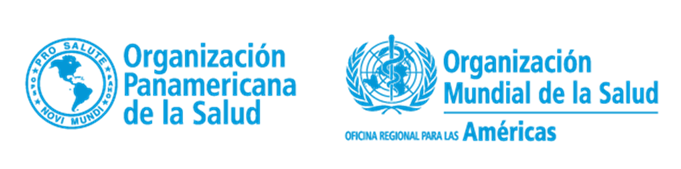 PRO SALUTE
NOVI MUNDI
Organización
Panamericana
de la Salud
Organización
Mundial de la Salud
OFICINA REGIONAL PARA LAS Américas